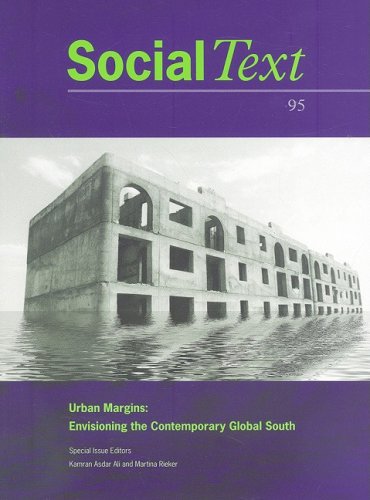 Social Text
95
Urban Margins:
Envisioning the Contemporary Global South
Special Issue Editors
Kamran Asdar Ali and Martina Rieker